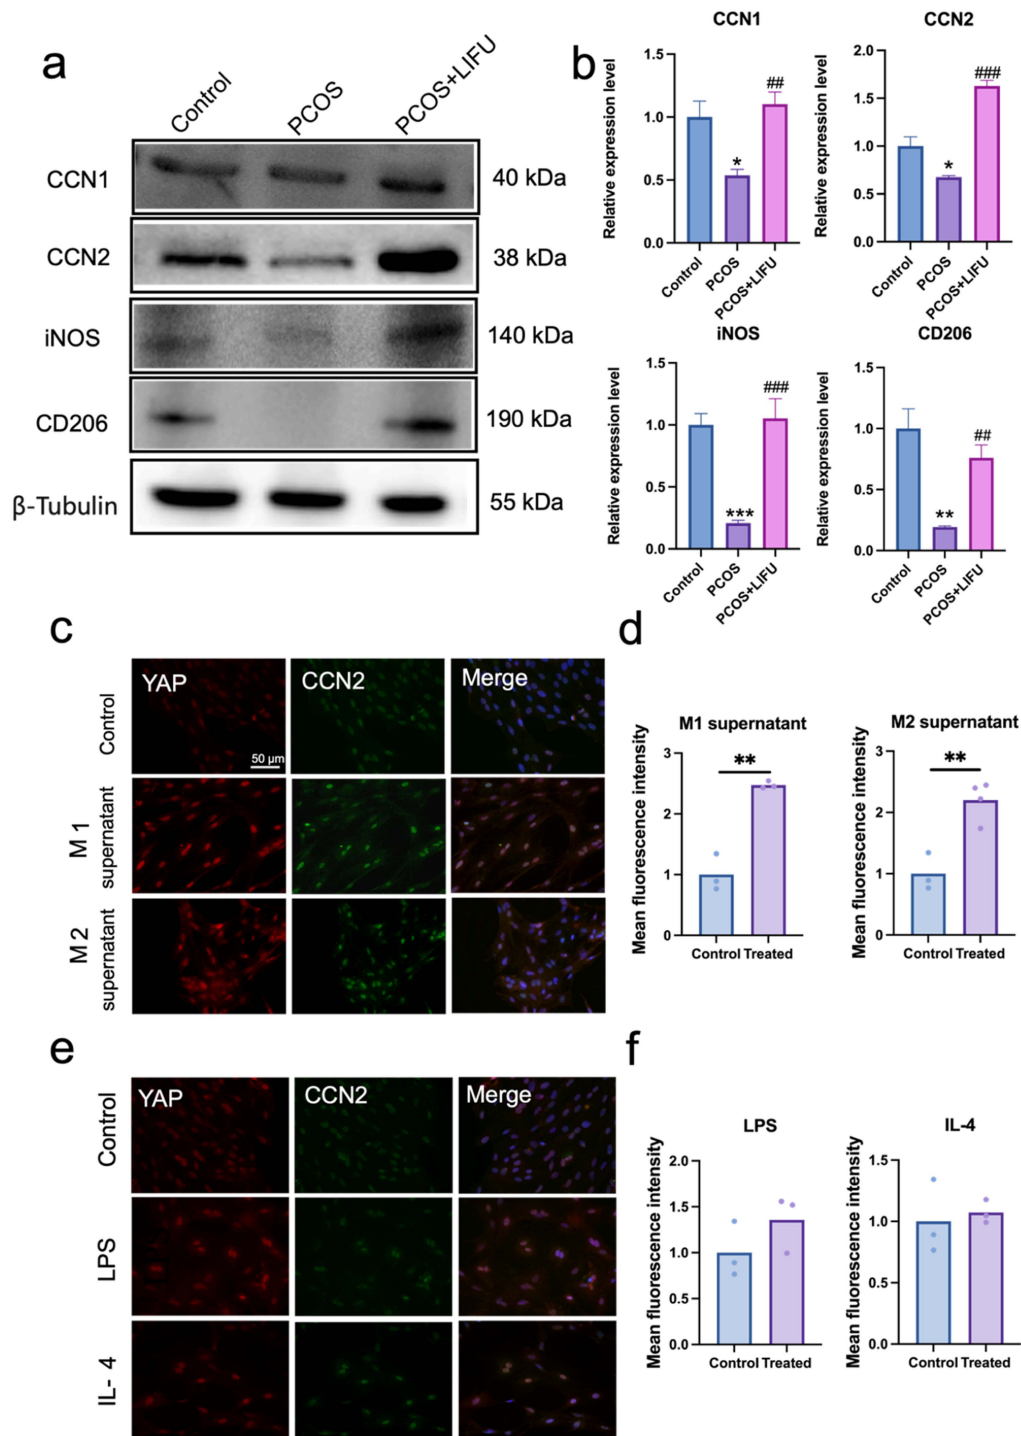 a
Control
PCOS
PCOS+LIFU
CCN1
40 kDa
CCN2
38 kDa
iNOS
140 kDa
CD206
190 kDa
β-Tubulin
55 kDa
b
CCN1
Relative expression level
1.5
1.0
0.5
0.0
*
##
Control
PCOS
PCOS+LIFU
CCN2
Relative expression level
2.0
1.5
1.0
0.5
0.0
*
###
Control
PCOS
PCOS+LIFU
iNOS
Relative expression level
1.5
1.0
0.5
0.0
***
###
Control
PCOS
PCOS+LIFU
CD206
Relative expression level
1.5
1.0
0.5
0.0
**
##
Control
PCOS
PCOS+LIFU
c
YAP
CCN2
Merge
50 µm
Control
M 1
supernatant
M 2
supernatant
d
M1 supernatant
Mean fluorescence intensity
3
2
1
0
**
Control Treated
M2 supernatant
Mean fluorescence intensity
3
2
1
0
**
Control Treated
e
YAP
CCN2
Merge
Control
LPS
IL- 4
f
LPS
Mean fluorescence intensity
2.0
1.5
1.0
0.5
0.0
Control Treated
IL-4
Mean fluorescence intensity
1.5
1.0
0.5
0.0
Control Treated